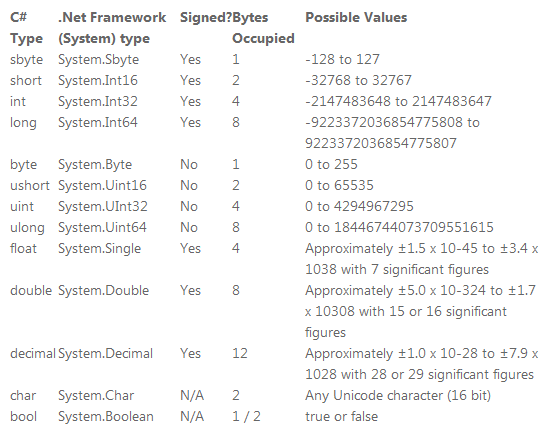 C# .Net Framework Signed?Bytes Possible Values
Type (System) type Occupied
sbyte System.Sbyte Yes 1 -128 to 127
short System.Int16 Yes 2 -32768 to 32767
int System.Int32 Yes 4 -2147483648 to 2147483647
long System.Int64 Yes 8 -9223372036854775808 to
9223372036854775807
byte System.Byte No 1 0 to 255
ushort System.Uint16 No 2 0 to 65535
uint System.UInt32 No 4 0 to 4294967295
ulong System.Uint64 No 8 0 to 18446744073709551615
float System.Single Yes 4 Approximately ±1.5 x 10-45 to ±3.4 x
1038 with 7 significant figures
double System.Double Yes 8 Approximately ±5.0 x 10-324 to ±1.7
x 10308 with 15 or 16 significant
figures
decimal System.Decimal Yes 12 Approximately ±1.0 x 10-28 to ±7.9 x
1028 with 28 or 29 significant figures
char System.Char N/A 2 Any Unicode character (16 bit)
bool System.Boolean N/A 1 / 2 true or false